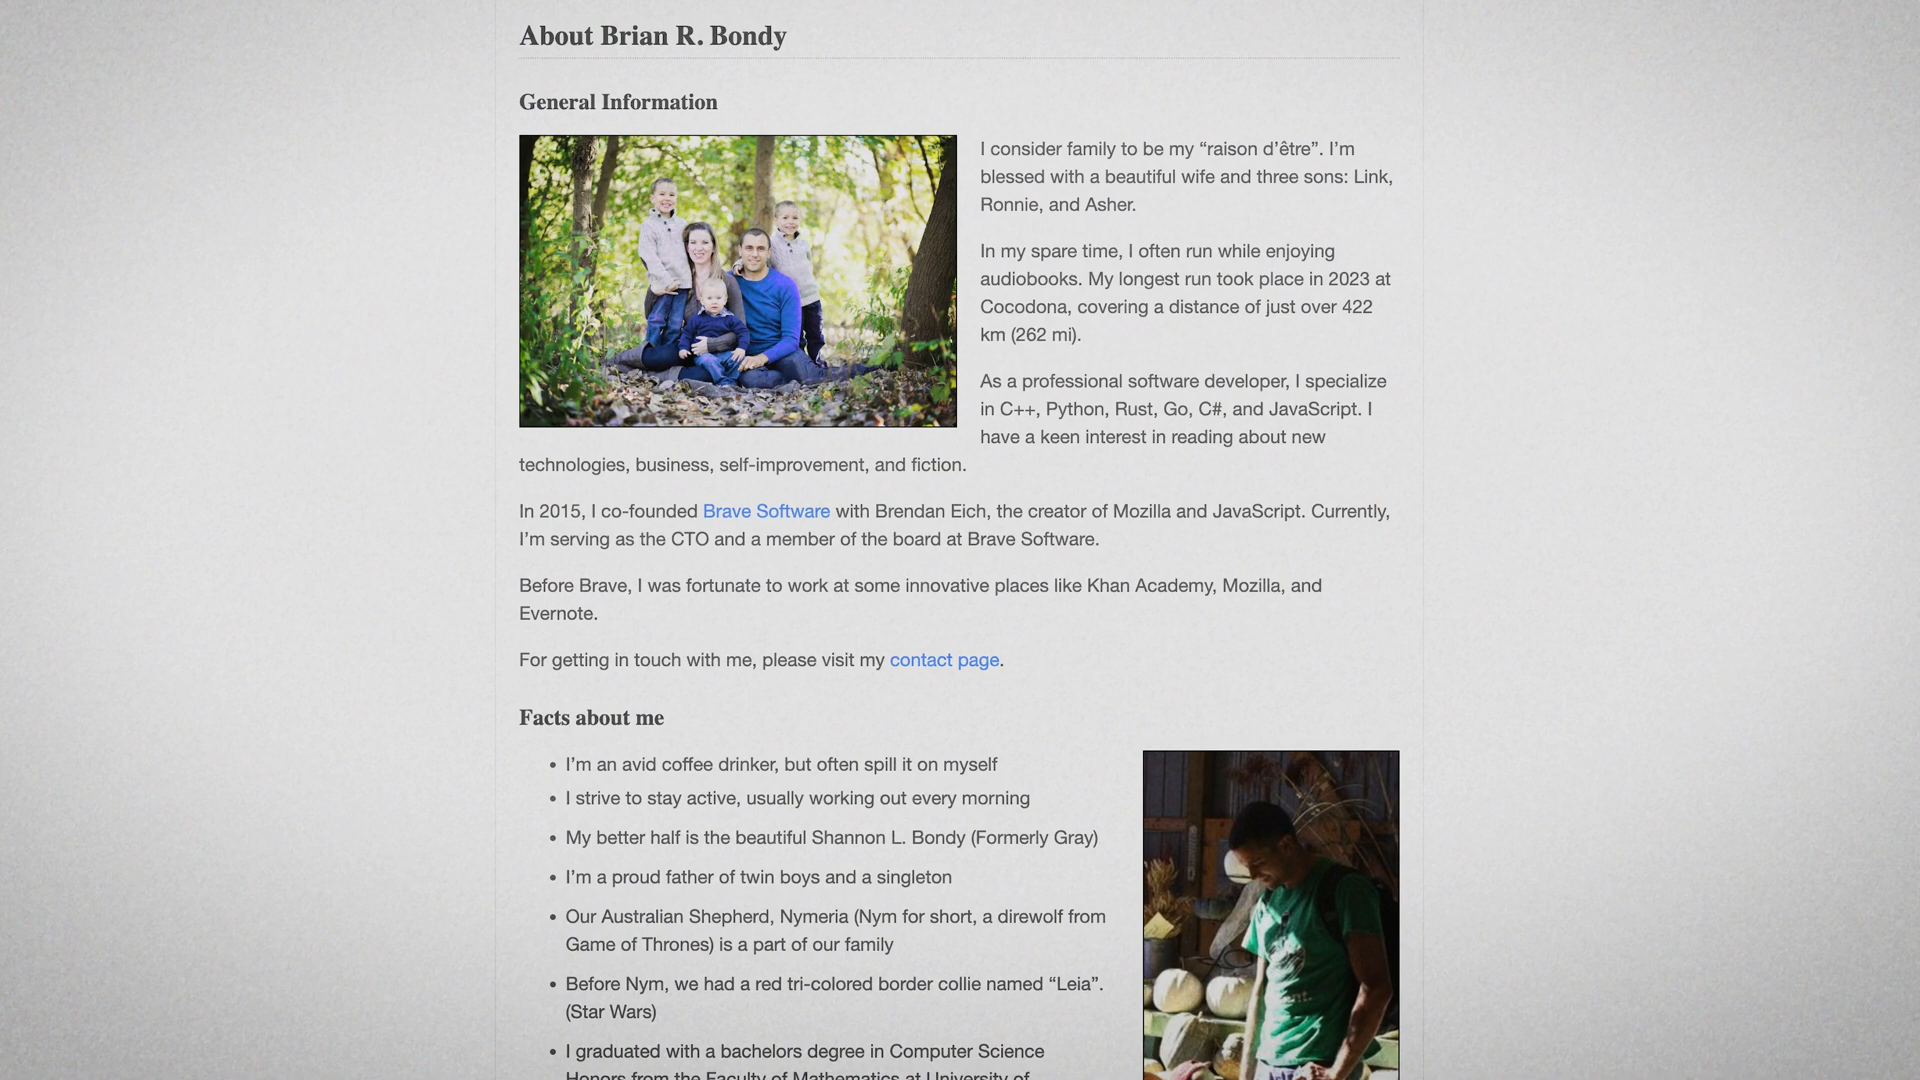 About Brian R. Bondy
General Information
I consider family to be my “raison d’être”. I’m
blessed with a beautiful wife and three sons: Link,
Ronnie, and Asher.
In my spare time, I often run while enjoying
audiobooks. My longest run took place in 2023 at
Cocodona, covering a distance of just over 422
km (262 mi).
As a professional software developer, I specialize
in C++, Python, Rust, Go, C#, and JavaScript. I
have a keen interest in reading about new
technologies, business, self-improvement, and fiction.
In 2015, I co-founded Brave Software with Brendan Eich, the creator of Mozilla and JavaScript. Currently,
I’m serving as the CTO and a member of the board at Brave Software.
Before Brave, I was fortunate to work at some innovative places like Khan Academy, Mozilla, and
Evernote.
For getting in touch with me, please visit my contact page.
Facts about me
• I’m an avid coffee drinker, but often spill it on myself
• I strive to stay active, usually working out every morning
• My better half is the beautiful Shannon L. Bondy (Formerly Gray)
• I’m a proud father of twin boys and a singleton
• Our Australian Shepherd, Nymeria (Nym for short, a direwolf from
Game of Thrones) is a part of our family
• Before Nym, we had a red tri-colored border collie named “Leia”.
(Star Wars)
• I graduated with a bachelors degree in Computer Science
Honors from the Faculty of Mathematics at University of